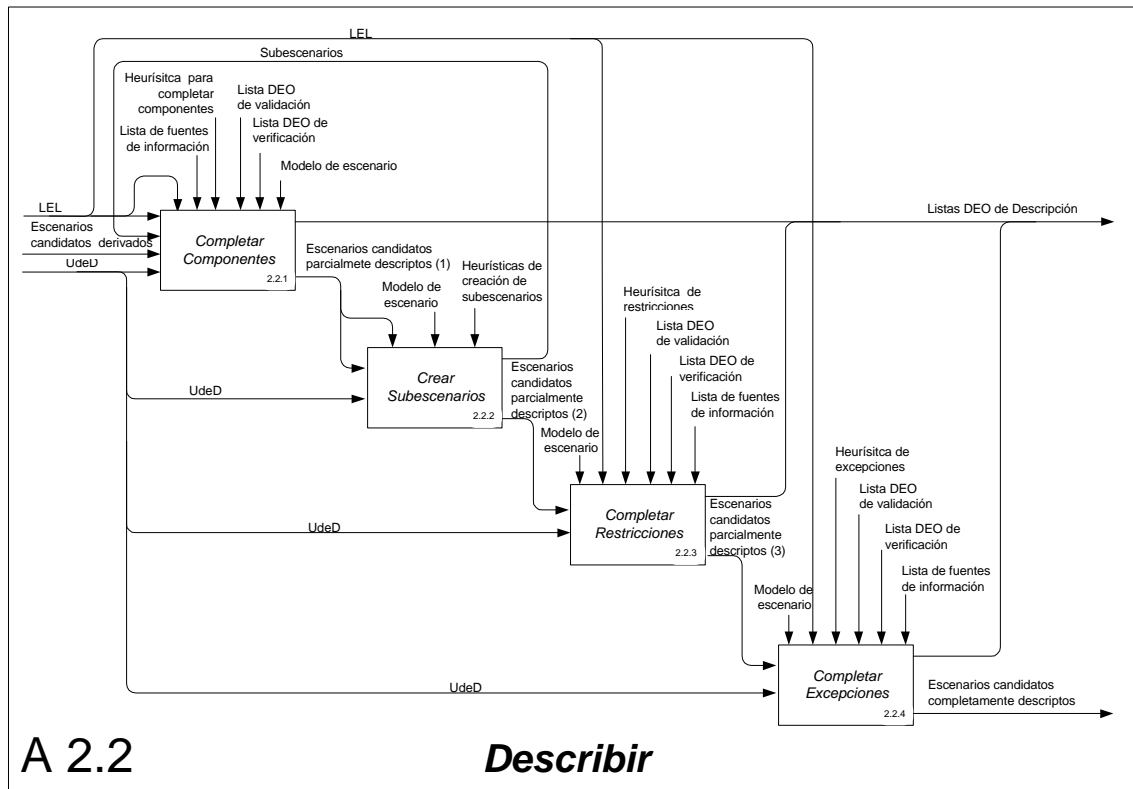 LEL
Subescenarios
Heurísitca para
completar
componentes
Lista DEO
de validación
Lista DEO de
verificación
Lista de fuentes
de información
Modelo de escenario
LEL
Escenarios
candidatos derivados
UdeD
Completar
Componentes
2.2.1
Listas DEO de Descripción
Escenarios candidatos
parcialmete descriptos (1)
Modelo de
escenario
Heurísticas de
creación de
subescenarios
Crear
Subescenarios
2.2.2
UdeD
Escenarios
candidatos
parcialmente
descriptos (2)
Heurísitca de
restricciones
Lista DEO
de validación
Lista DEO de
verificación
Lista de fuentes
de información
Modelo de
escenario
Completar
Restricciones
2.2.3
UdeD
Escenarios
candidatos
parcialmente
descriptos (3)
Heurísitca de
excepciones
Lista DEO
de validación
Lista DEO de
verificación
Lista de fuentes
de información
Modelo de
escenario
Completar
Excepciones
2.2.4
UdeD
Escenarios candidatos
completamente descriptos
A 2.2
Describir